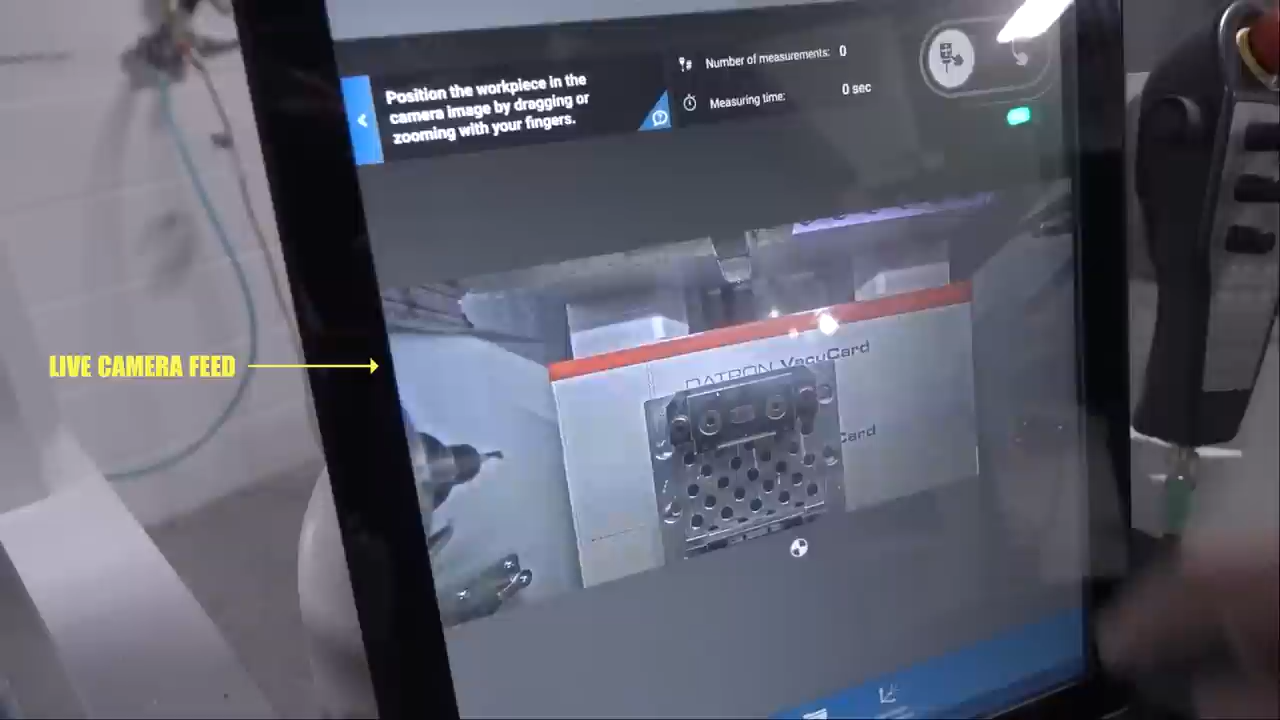 Position the workpiece in the
camera image by dragging or
zooming with your fingers.
Number of measurements: 0
Measuring time: 0 sec
LIVE CAMERA FEED
DATRON VacuCard
Card